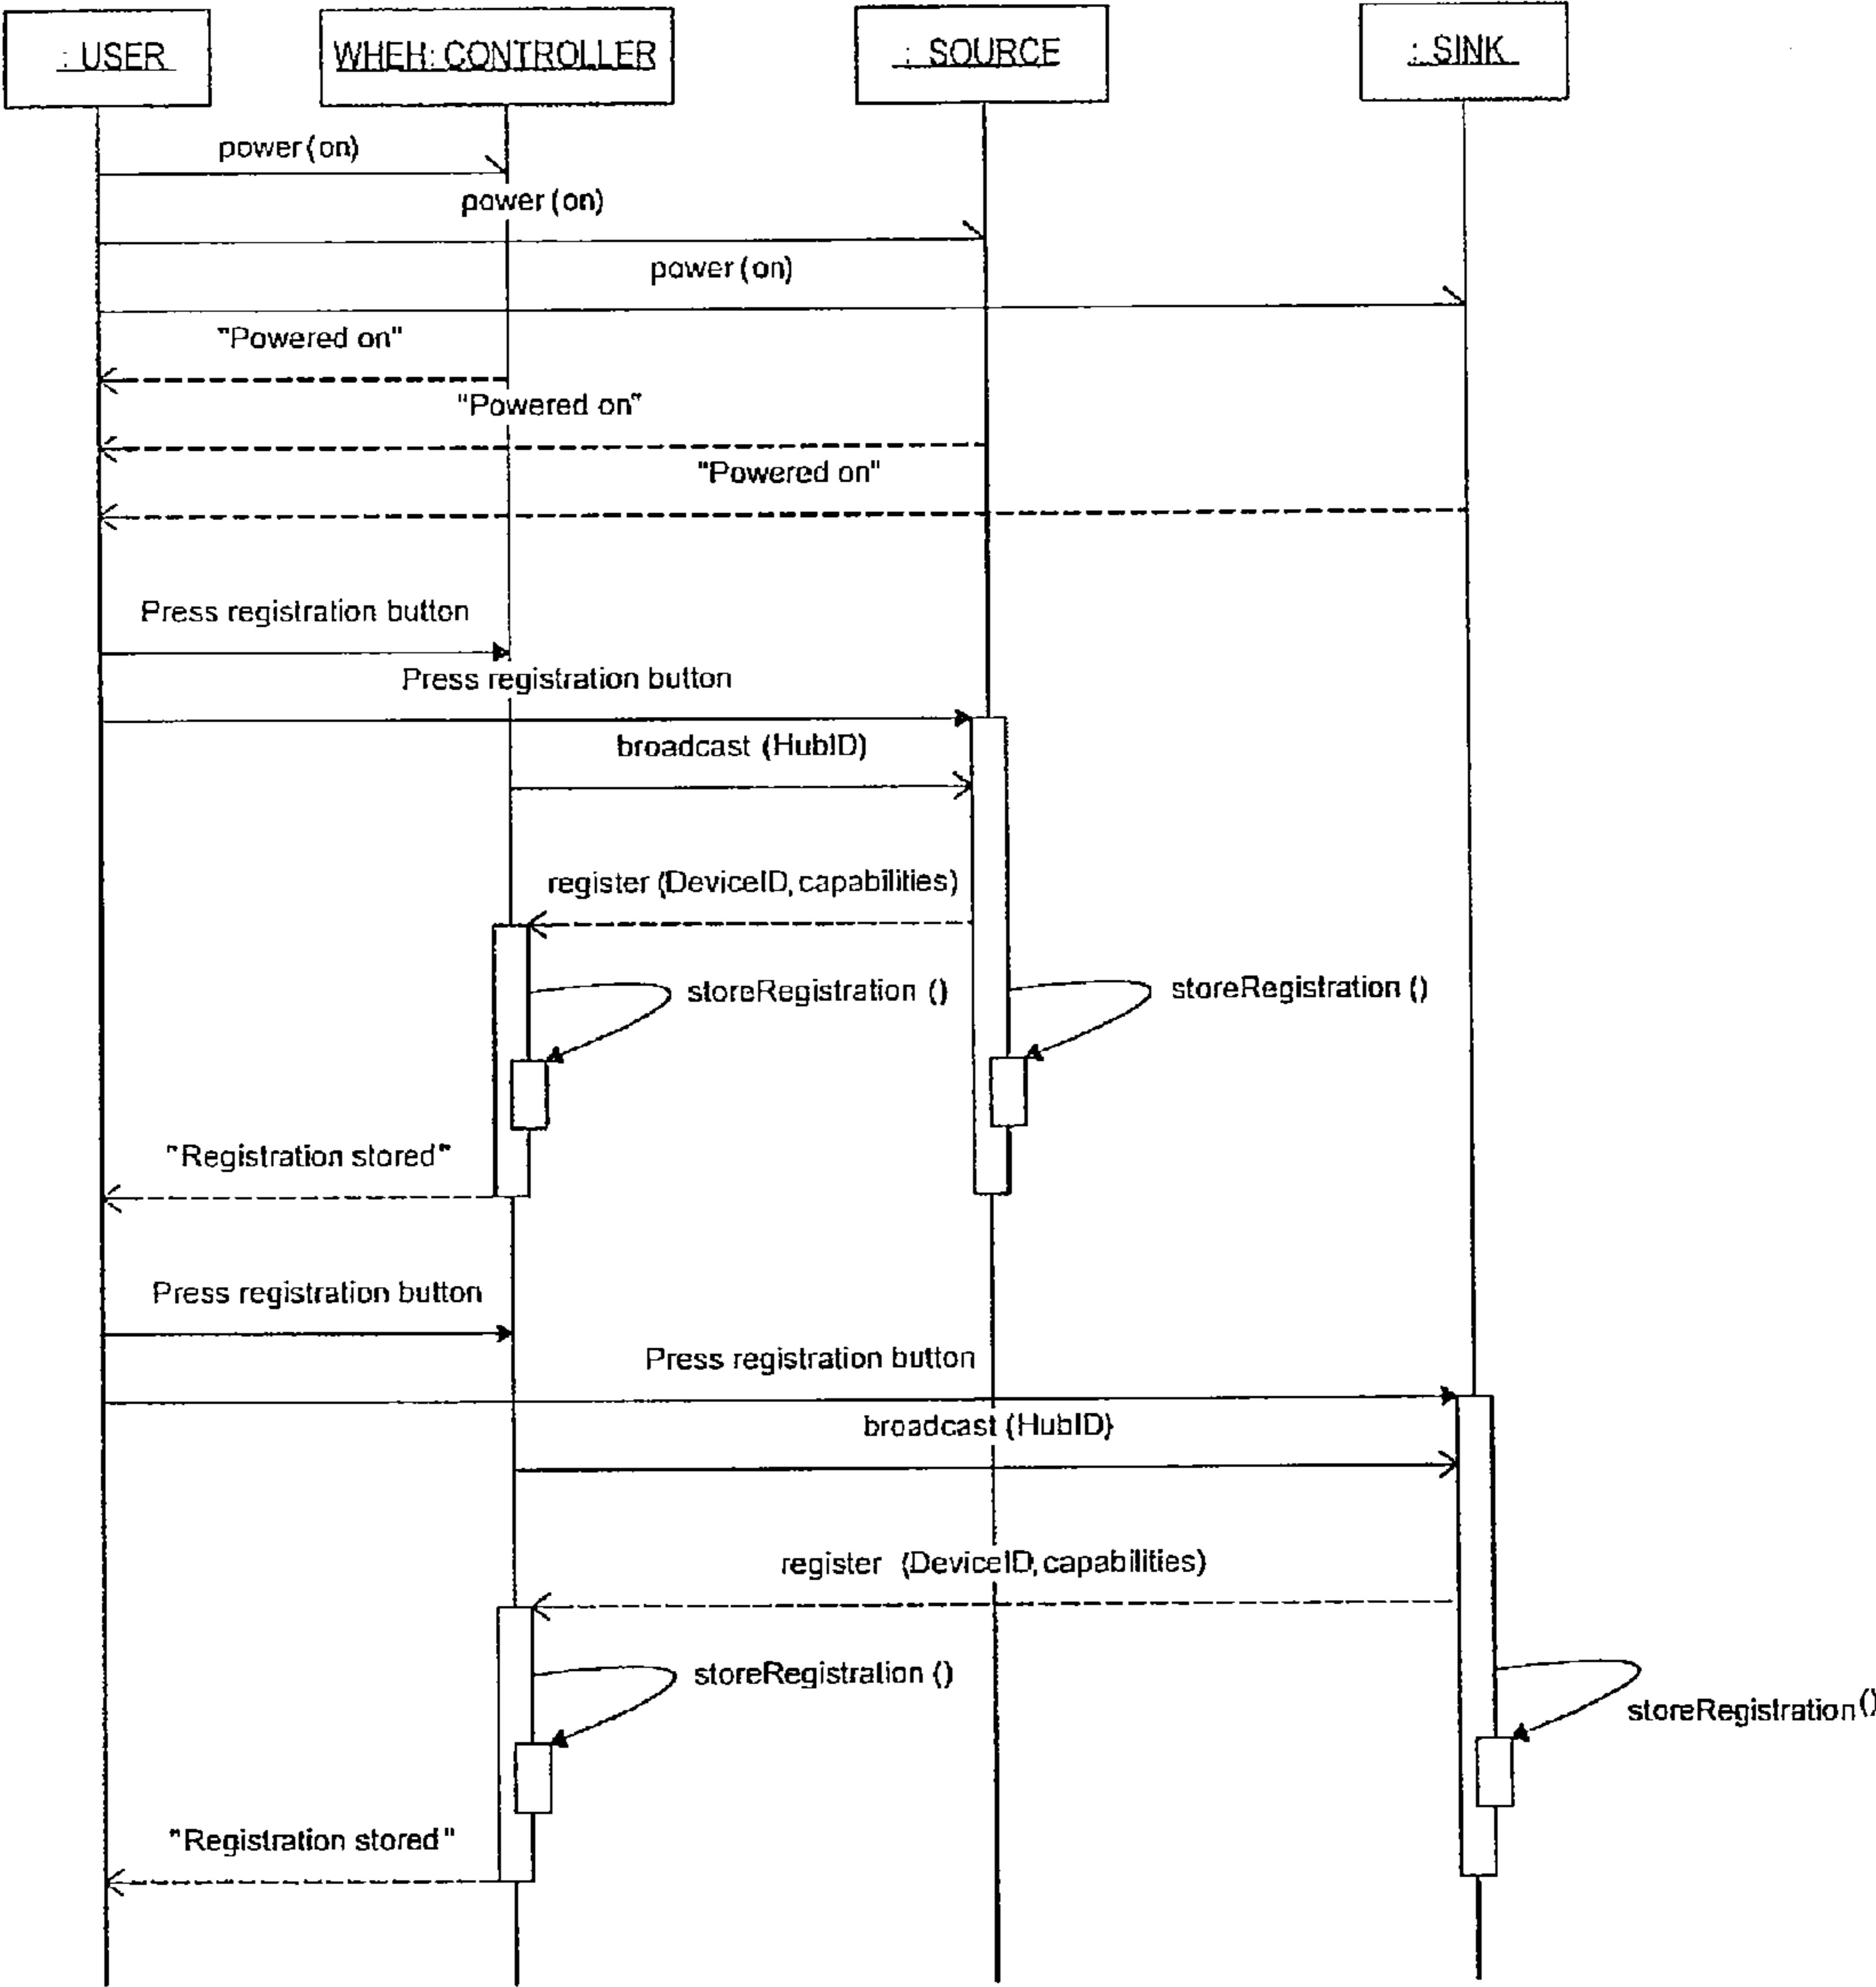 : USER
WHEH: CONTROLLER
: SOURCE
: SINK
power (on)
power (on)
power (on)
"Powered on"
"Powered on"
"Powered on"
Press registration button
Press registration button
broadcast (HubID)
register (DeviceID, capabilities)
storeRegistration ()
storeRegistration ()
"Registration stored"
Press registration button
Press registration button
broadcast (HubID)
register (DeviceID, capabilities)
storeRegistration ()
storeRegistration ()
"Registration stored"